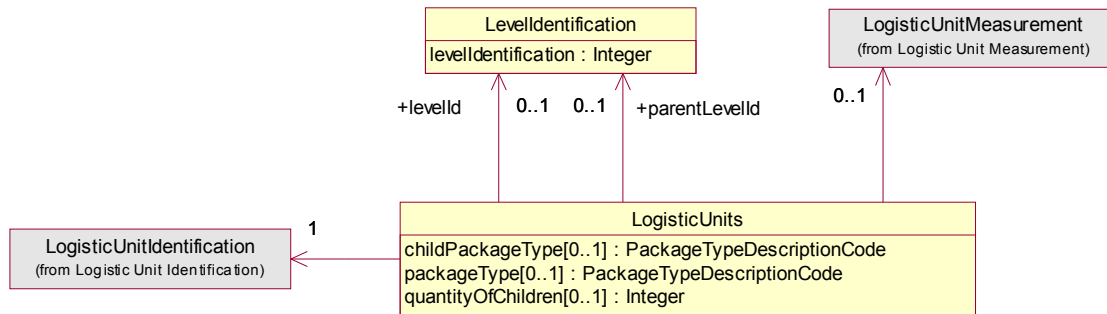 LevelIdentification
levelIdentification : Integer
LogisticUnitMeasurement
(from Logistic Unit Measurement)
+levelId
0..1
0..1
+parentLevelId
0..1
LogisticUnitIdentification
(from Logistic Unit Identification)
1
LogisticUnits
childPackageType[0..1] : PackageTypeDescriptionCode
packageType[0..1] : PackageTypeDescriptionCode
quantityOfChildren[0..1] : Integer